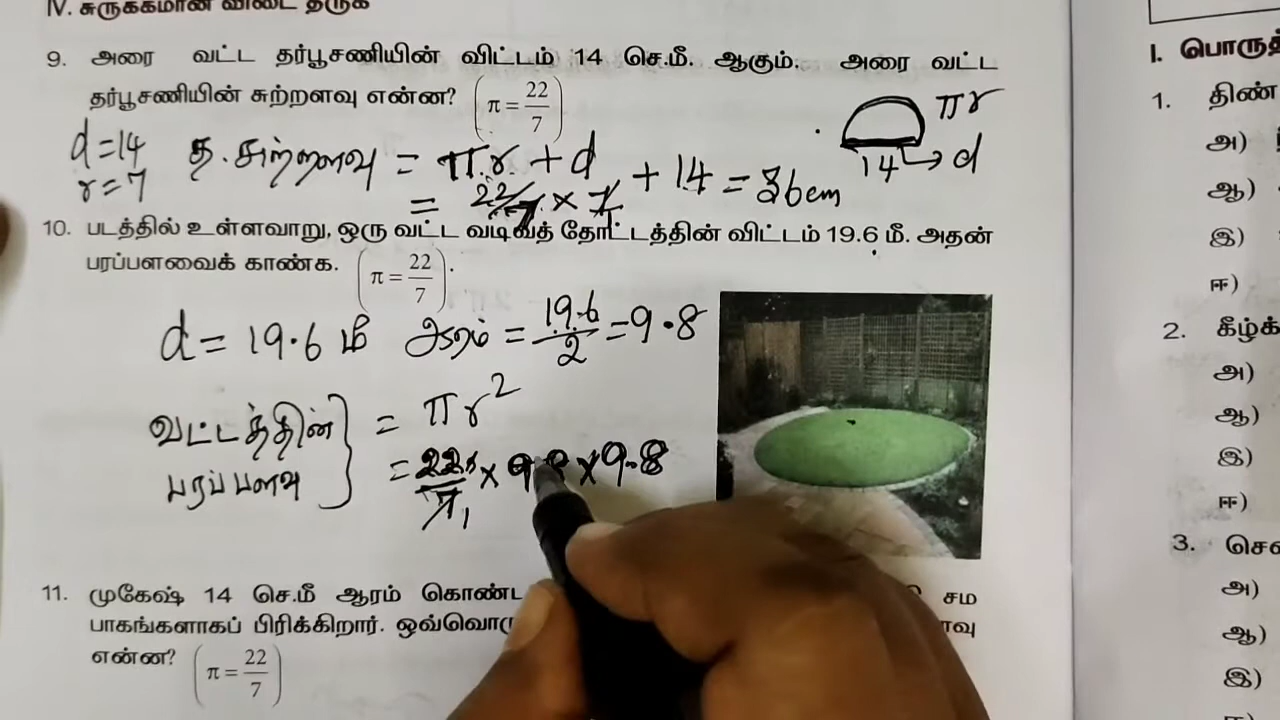 IV. சுருக்கமான விடை தருக
9. அரை வட்ட தர்பூசணியின் விட்டம் 14 செ.மீ. ஆகும். அரை வட்ட
தர்பூசணியின் சுற்றளவு என்ன? (π = 22/7)
πr
14 → d
d = 14 த. சுற்றளவு = πr + d
r = 7 = 22/7 × 7 + 14 = 36cm
10. படத்தில் உள்ளவாறு, ஒரு வட்ட வடிவத் தோட்டத்தின் விட்டம் 19.6 மீ. அதன்
பரப்பளவைக் காண்க. (π = 22/7).
d = 19.6 மீ ஆரம் = 19.6/2 = 9.8
வட்டத்தின் = πr²
பரப்பளவு = 22/7 × 9.8 × 9.8
11. முகேஷ் 14 செ.மீ ஆரம் கொண்ட சம
பாகங்களாகப் பிரிக்கிறார்.
என்ன? (π = 22/7)
I.
1.
அ)
ஆ)
இ)
ஈ)
2.
அ)
ஆ)
இ)
ஈ)
3.
அ)
ஆ)
இ)